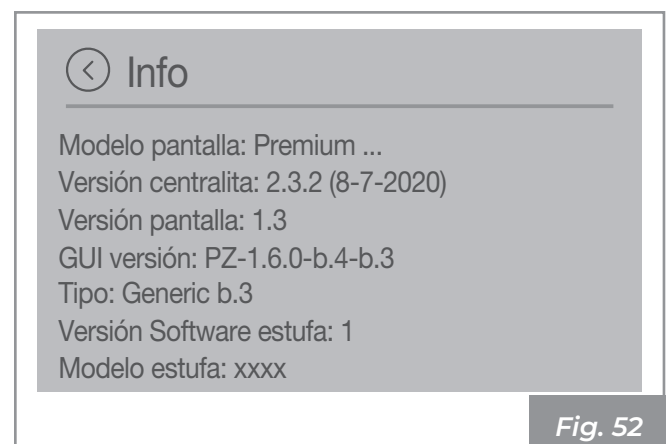 Info
Modelo pantalla: Premium ...
Versión centralita: 2.3.2 (8-7-2020)
Versión pantalla: 1.3
GUI versión: PZ-1.6.0-b.4-b.3
Tipo: Generic b.3
Versión Software estufa: 1
Modelo estufa: xxxx
Fig. 52